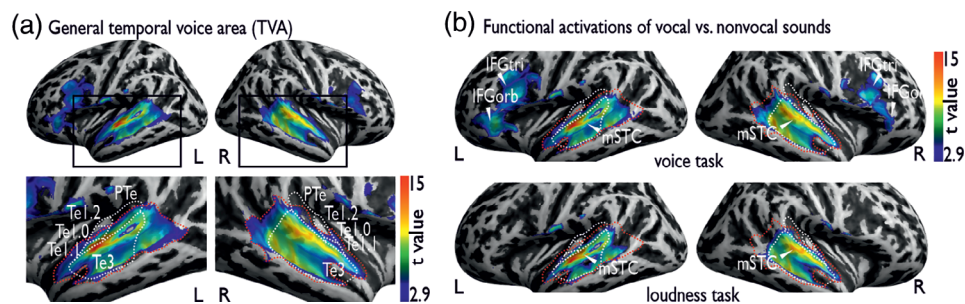 (a) General temporal voice area (TVA)
L R
15
t value
2.9
PTe
Te1.2
Te1.0
Te1.1
Te3
L
PTe
Te1.2
Te1.0
Te1.1
Te3
R
(b) Functional activations of vocal vs. nonvocal sounds
IFGtri
IFGorb
mSTC
L
IFGtri
IFGo
mSTC
R
voice task
15
t value
2.9
mSTC
L
mSTC
R
loudness task